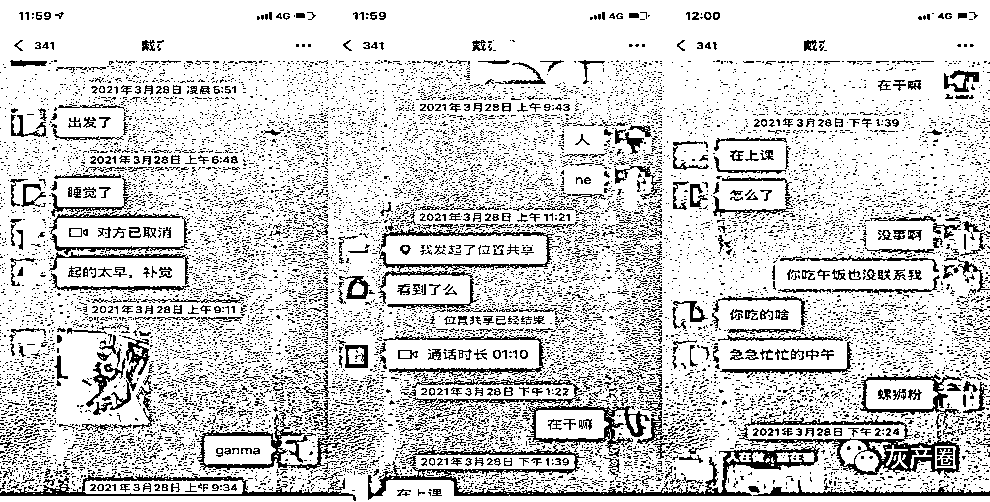 11:59
4G
341
2021年3月28日 凌晨5:51
出发了
2021年3月28日 上午6:48
睡觉了
对方已取消
起的太早，补觉
2021年3月28日 上午9:11
ganma
2021年3月28日 上午9:34
11:59
4G
341
2021年3月28日 上午9:43
人
ne
2021年3月28日 上午11:21
我发起了位置共享
看到了么
位置共享已经结束
通话时长 01:10
2021年3月28日 下午1:22
在干嘛
2021年3月28日 下午1:39
在上课
12:00
4G
341
在干嘛
2021年3月28日 下午1:39
在上课
怎么了
没事啊
你吃午饭也没联系我
你吃的啥
急急忙忙的中午
螺狮粉
2021年3月28日 下午2:24
灰产圈